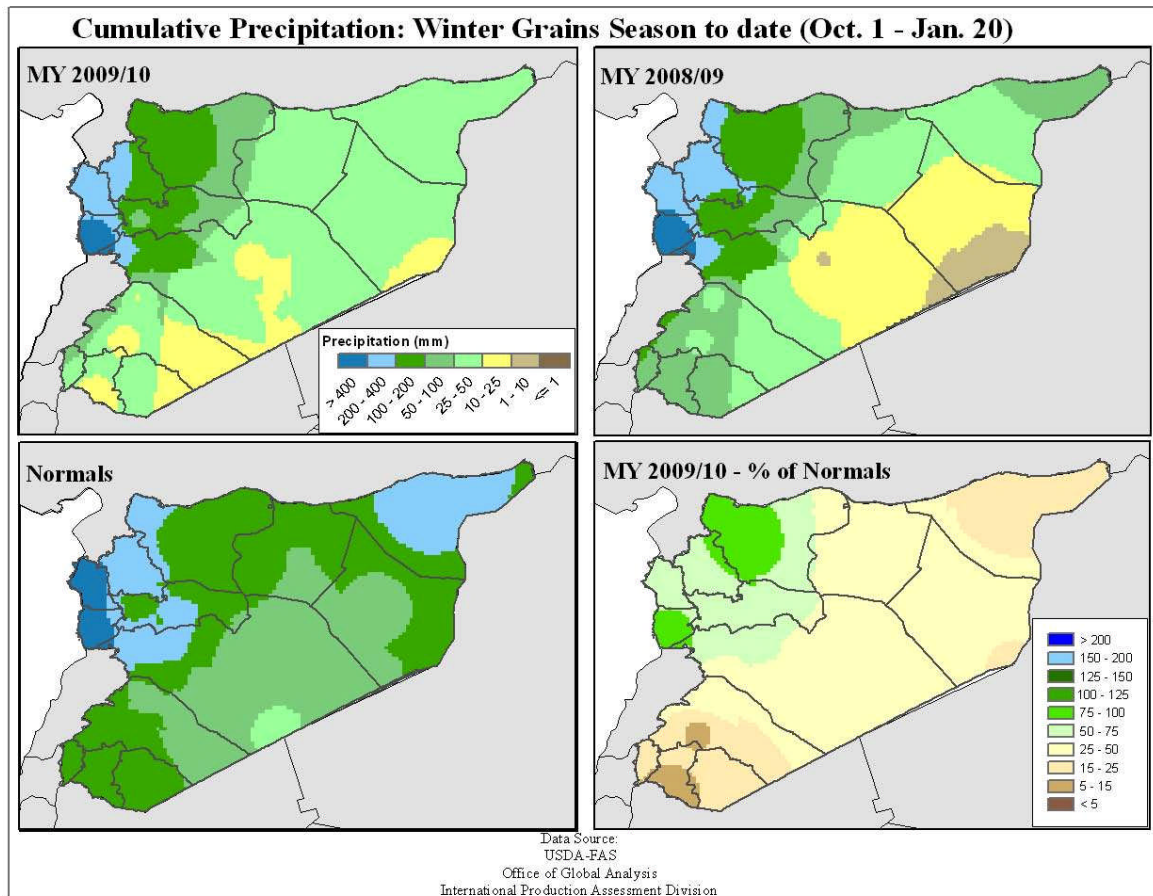 Cumulative Precipitation: Winter Grains Season to date (Oct. 1 - Jan. 20)
MY 2009/10
Precipitation (mm)
> 400
200 - 400
100 - 200
50 - 100
25 - 50
10 - 25
1 - 10
<= 1
MY 2008/09
Normals
MY 2009/10 - % of Normals
> 200
150 - 200
125 - 150
100 - 125
75 - 100
50 - 75
25 - 50
15 - 25
5 - 15
< 5
Data Source:
USDA-FAS
Office of Global Analysis
International Production Assessment Division